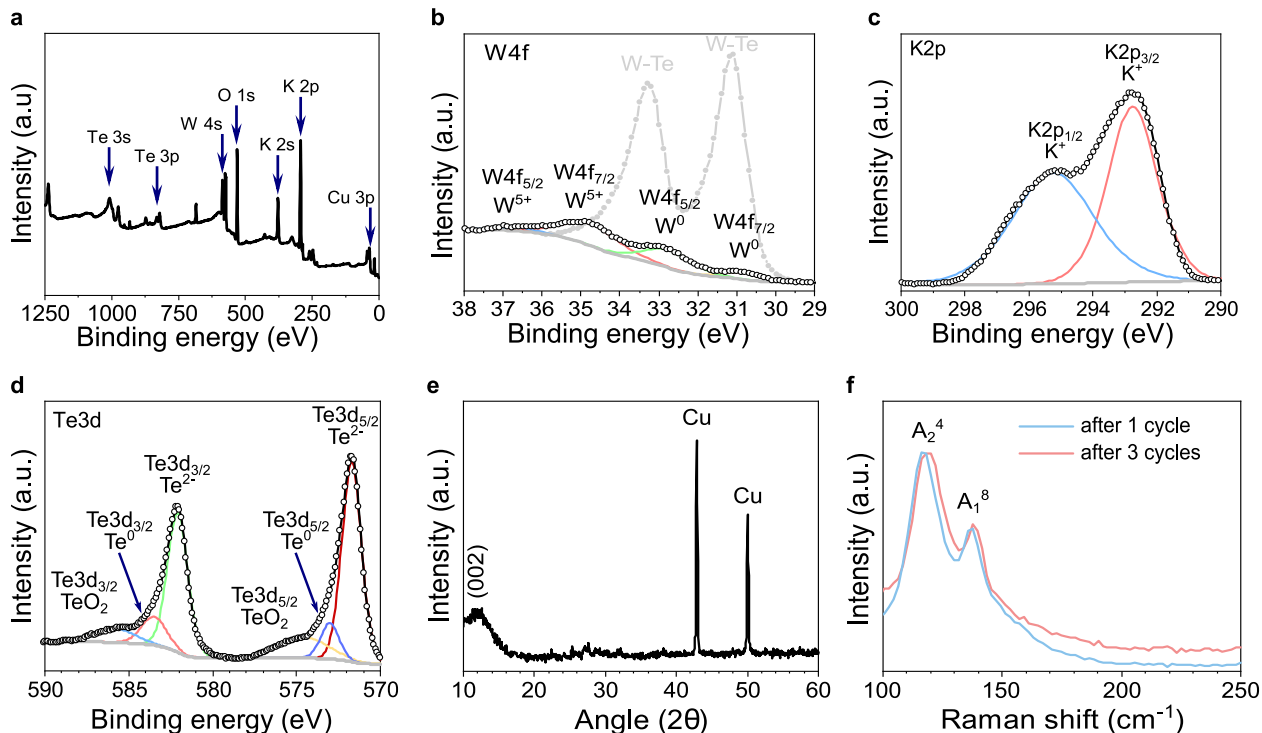 a
Intensity (a.u)
Te 3s
Te 3p
W 4s
O 1s
K 2s
K 2p
Cu 3p
1250 1000 750 500 250 0
Binding energy (eV)
b
Intensity (a.u.)
W4f
W-Te
W-Te
W4f5/2
W5+
W4f7/2
W5+
W4f5/2
W0
W4f7/2
W0
38 37 36 35 34 33 32 31 30 29
Binding energy (eV)
c
Intensity (a.u.)
K2p
K2p3/2
K+
K2p1/2
K+
300 298 296 294 292 290
Binding energy (eV)
d
Intensity (a.u.)
Te3d
Te3d5/2
Te2-
Te3d3/2
Te2-
Te3d3/2
Te0
Te3d5/2
Te0
Te3d3/2
TeO2
Te3d5/2
TeO2
590 585 580 575 570
Binding energy (eV)
e
Intensity (a.u.)
(002)
Cu
Cu
10 20 30 40 50 60
Angle (2θ)
f
Intensity (a.u.)
A24
A18
after 1 cycle
after 3 cycles
100 150 200 250
Raman shift (cm-1)